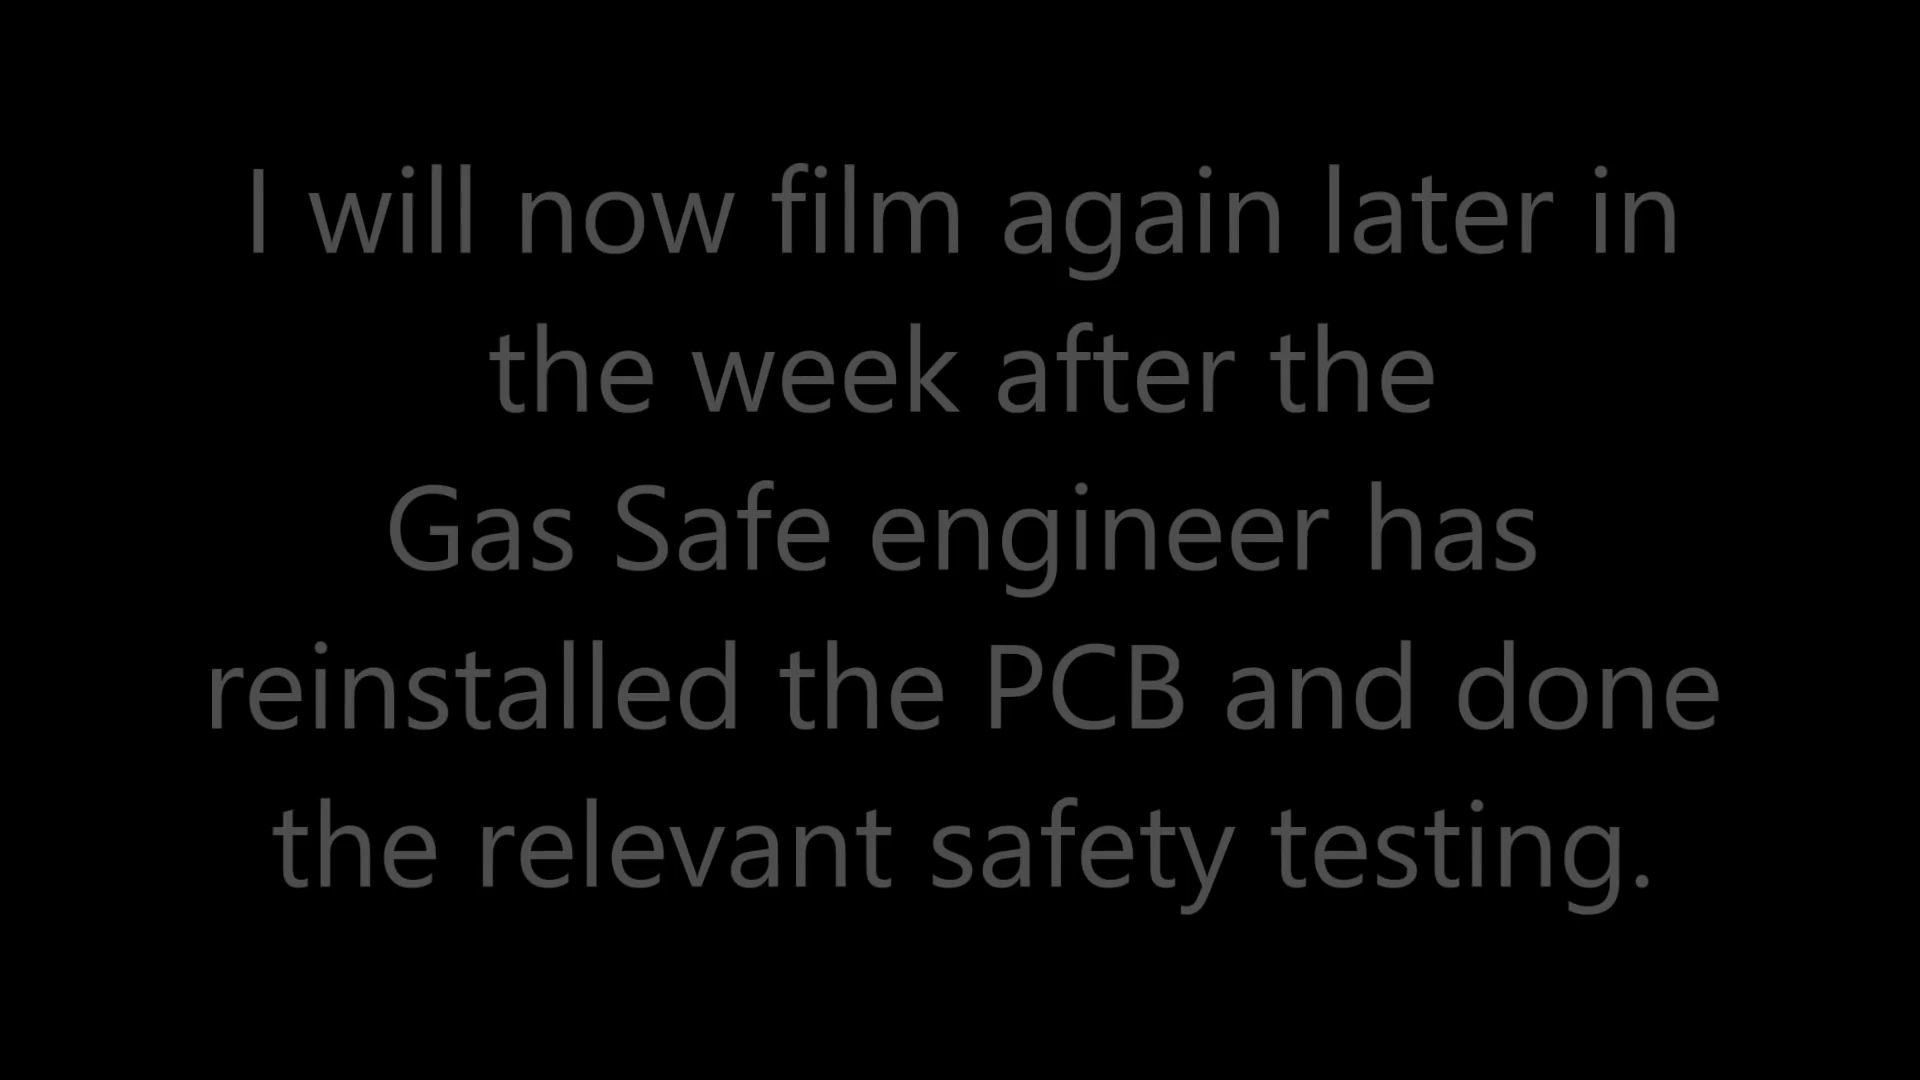 I will now film again later in
the week after the
Gas Safe engineer has
reinstalled the PCB and done
the relevant safety testing.